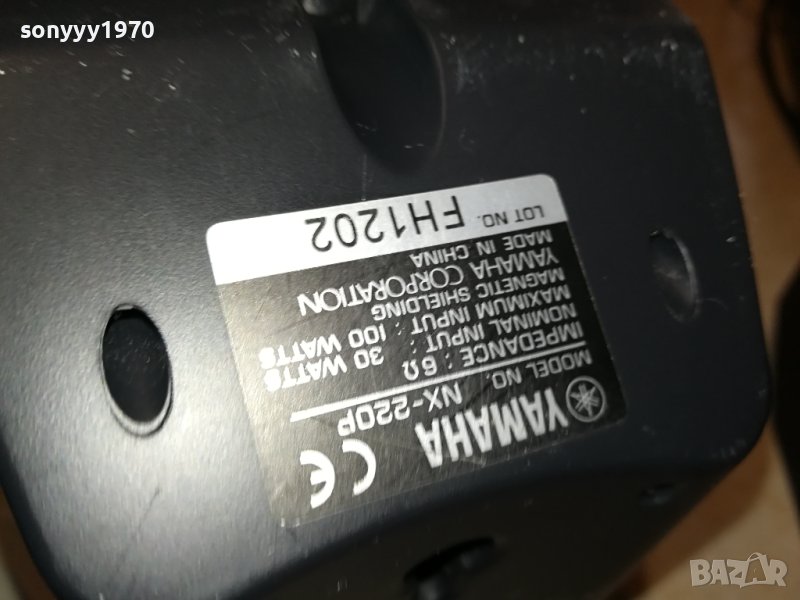 sonyyy1970
YAMAHA CE
MODEL NO. NX-220P
IMPEDANCE : 6Ω
NOMINAL INPUT : 30 WATTS
MAXIMUM INPUT : 100 WATTS
MAGNETIC SHIELDING
YAMAHA CORPORATION
MADE IN CHINA
LOT NO. FH1202
BAZAR